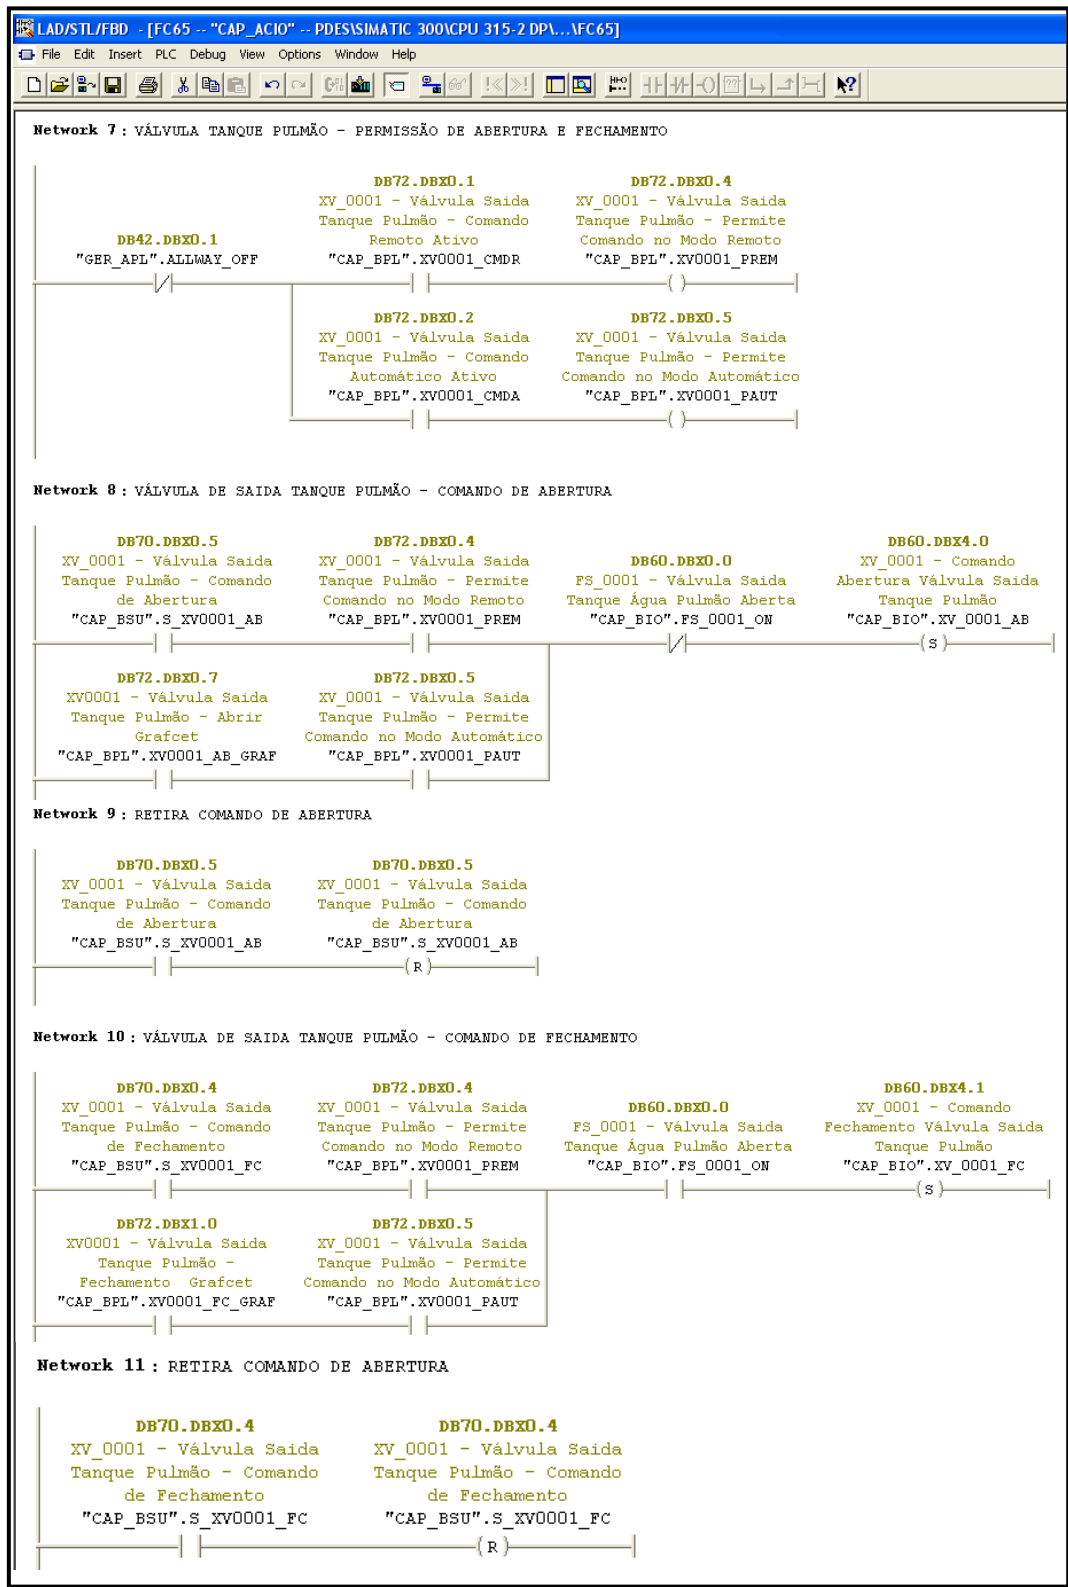 LAD/STL/FBD - [FC65 -- "CAP_ACIO" -- PDES\SIMATIC 300\CPU 315-2 DP\...\FC65]
File Edit Insert PLC Debug View Options Window Help
Network 7 : VÁLVULA TANQUE PULMÃO - PERMISSÃO DE ABERTURA E FECHAMENTO
DB42.DBX0.1
"GER_APL".ALLWAY_OFF
DB72.DBX0.1
XV_0001 - Válvula Saida
Tanque Pulmão - Comando
Remoto Ativo
"CAP_BPL".XV0001_CMDR
DB72.DBX0.4
XV_0001 - Válvula Saida
Tanque Pulmão - Permite
Comando no Modo Remoto
"CAP_BPL".XV0001_PREM
( )
DB72.DBX0.2
XV_0001 - Válvula Saida
Tanque Pulmão - Comando
Automático Ativo
"CAP_BPL".XV0001_CMDA
DB72.DBX0.5
XV_0001 - Válvula Saida
Tanque Pulmão - Permite
Comando no Modo Automático
"CAP_BPL".XV0001_PAUT
( )
Network 8 : VÁLVULA DE SAIDA TANQUE PULMÃO - COMANDO DE ABERTURA
DB70.DBX0.5
XV_0001 - Válvula Saida
Tanque Pulmão - Comando
de Abertura
"CAP_BSU".S_XV0001_AB
DB72.DBX0.4
XV_0001 - Válvula Saida
Tanque Pulmão - Permite
Comando no Modo Remoto
"CAP_BPL".XV0001_PREM
DB60.DBX0.0
FS_0001 - Válvula Saida
Tanque Água Pulmão Aberta
"CAP_BIO".FS_0001_ON
DB60.DBX4.0
XV_0001 - Comando
Abertura Válvula Saida
Tanque Pulmão
"CAP_BIO".XV_0001_AB
(S)
DB72.DBX0.7
XV0001 - Válvula Saida
Tanque Pulmão - Abrir
Grafcet
"CAP_BPL".XV0001_AB_GRAF
DB72.DBX0.5
XV_0001 - Válvula Saida
Tanque Pulmão - Permite
Comando no Modo Automático
"CAP_BPL".XV0001_PAUT
Network 9 : RETIRA COMANDO DE ABERTURA
DB70.DBX0.5
XV_0001 - Válvula Saida
Tanque Pulmão - Comando
de Abertura
"CAP_BSU".S_XV0001_AB
DB70.DBX0.5
XV_0001 - Válvula Saida
Tanque Pulmão - Comando
de Abertura
"CAP_BSU".S_XV0001_AB
(R)
Network 10 : VÁLVULA DE SAIDA TANQUE PULMÃO - COMANDO DE FECHAMENTO
DB70.DBX0.4
XV_0001 - Válvula Saida
Tanque Pulmão - Comando
de Fechamento
"CAP_BSU".S_XV0001_FC
DB72.DBX0.4
XV_0001 - Válvula Saida
Tanque Pulmão - Permite
Comando no Modo Remoto
"CAP_BPL".XV0001_PREM
DB60.DBX0.0
FS_0001 - Válvula Saida
Tanque Água Pulmão Aberta
"CAP_BIO".FS_0001_ON
DB60.DBX4.1
XV_0001 - Comando
Fechamento Válvula Saida
Tanque Pulmão
"CAP_BIO".XV_0001_FC
(S)
DB72.DBX1.0
XV0001 - Válvula Saida
Tanque Pulmão -
Fechamento Grafcet
"CAP_BPL".XV0001_FC_GRAF
DB72.DBX0.5
XV_0001 - Válvula Saida
Tanque Pulmão - Permite
Comando no Modo Automático
"CAP_BPL".XV0001_PAUT
Network 11 : RETIRA COMANDO DE ABERTURA
DB70.DBX0.4
XV_0001 - Válvula Saida
Tanque Pulmão - Comando
de Fechamento
"CAP_BSU".S_XV0001_FC
DB70.DBX0.4
XV_0001 - Válvula Saida
Tanque Pulmão - Comando
de Fechamento
"CAP_BSU".S_XV0001_FC
(R)